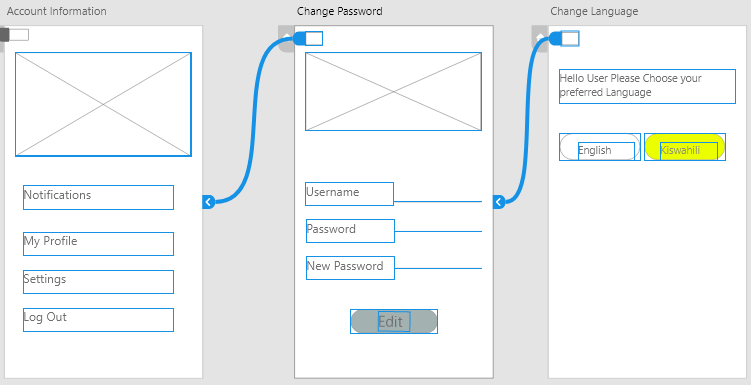 Account Information
Notifications
My Profile
Settings
Log Out
Change Password
Username
Password
New Password
Edit
Change Language
Hello User Please Choose your
preferred Language
English
Kiswahili